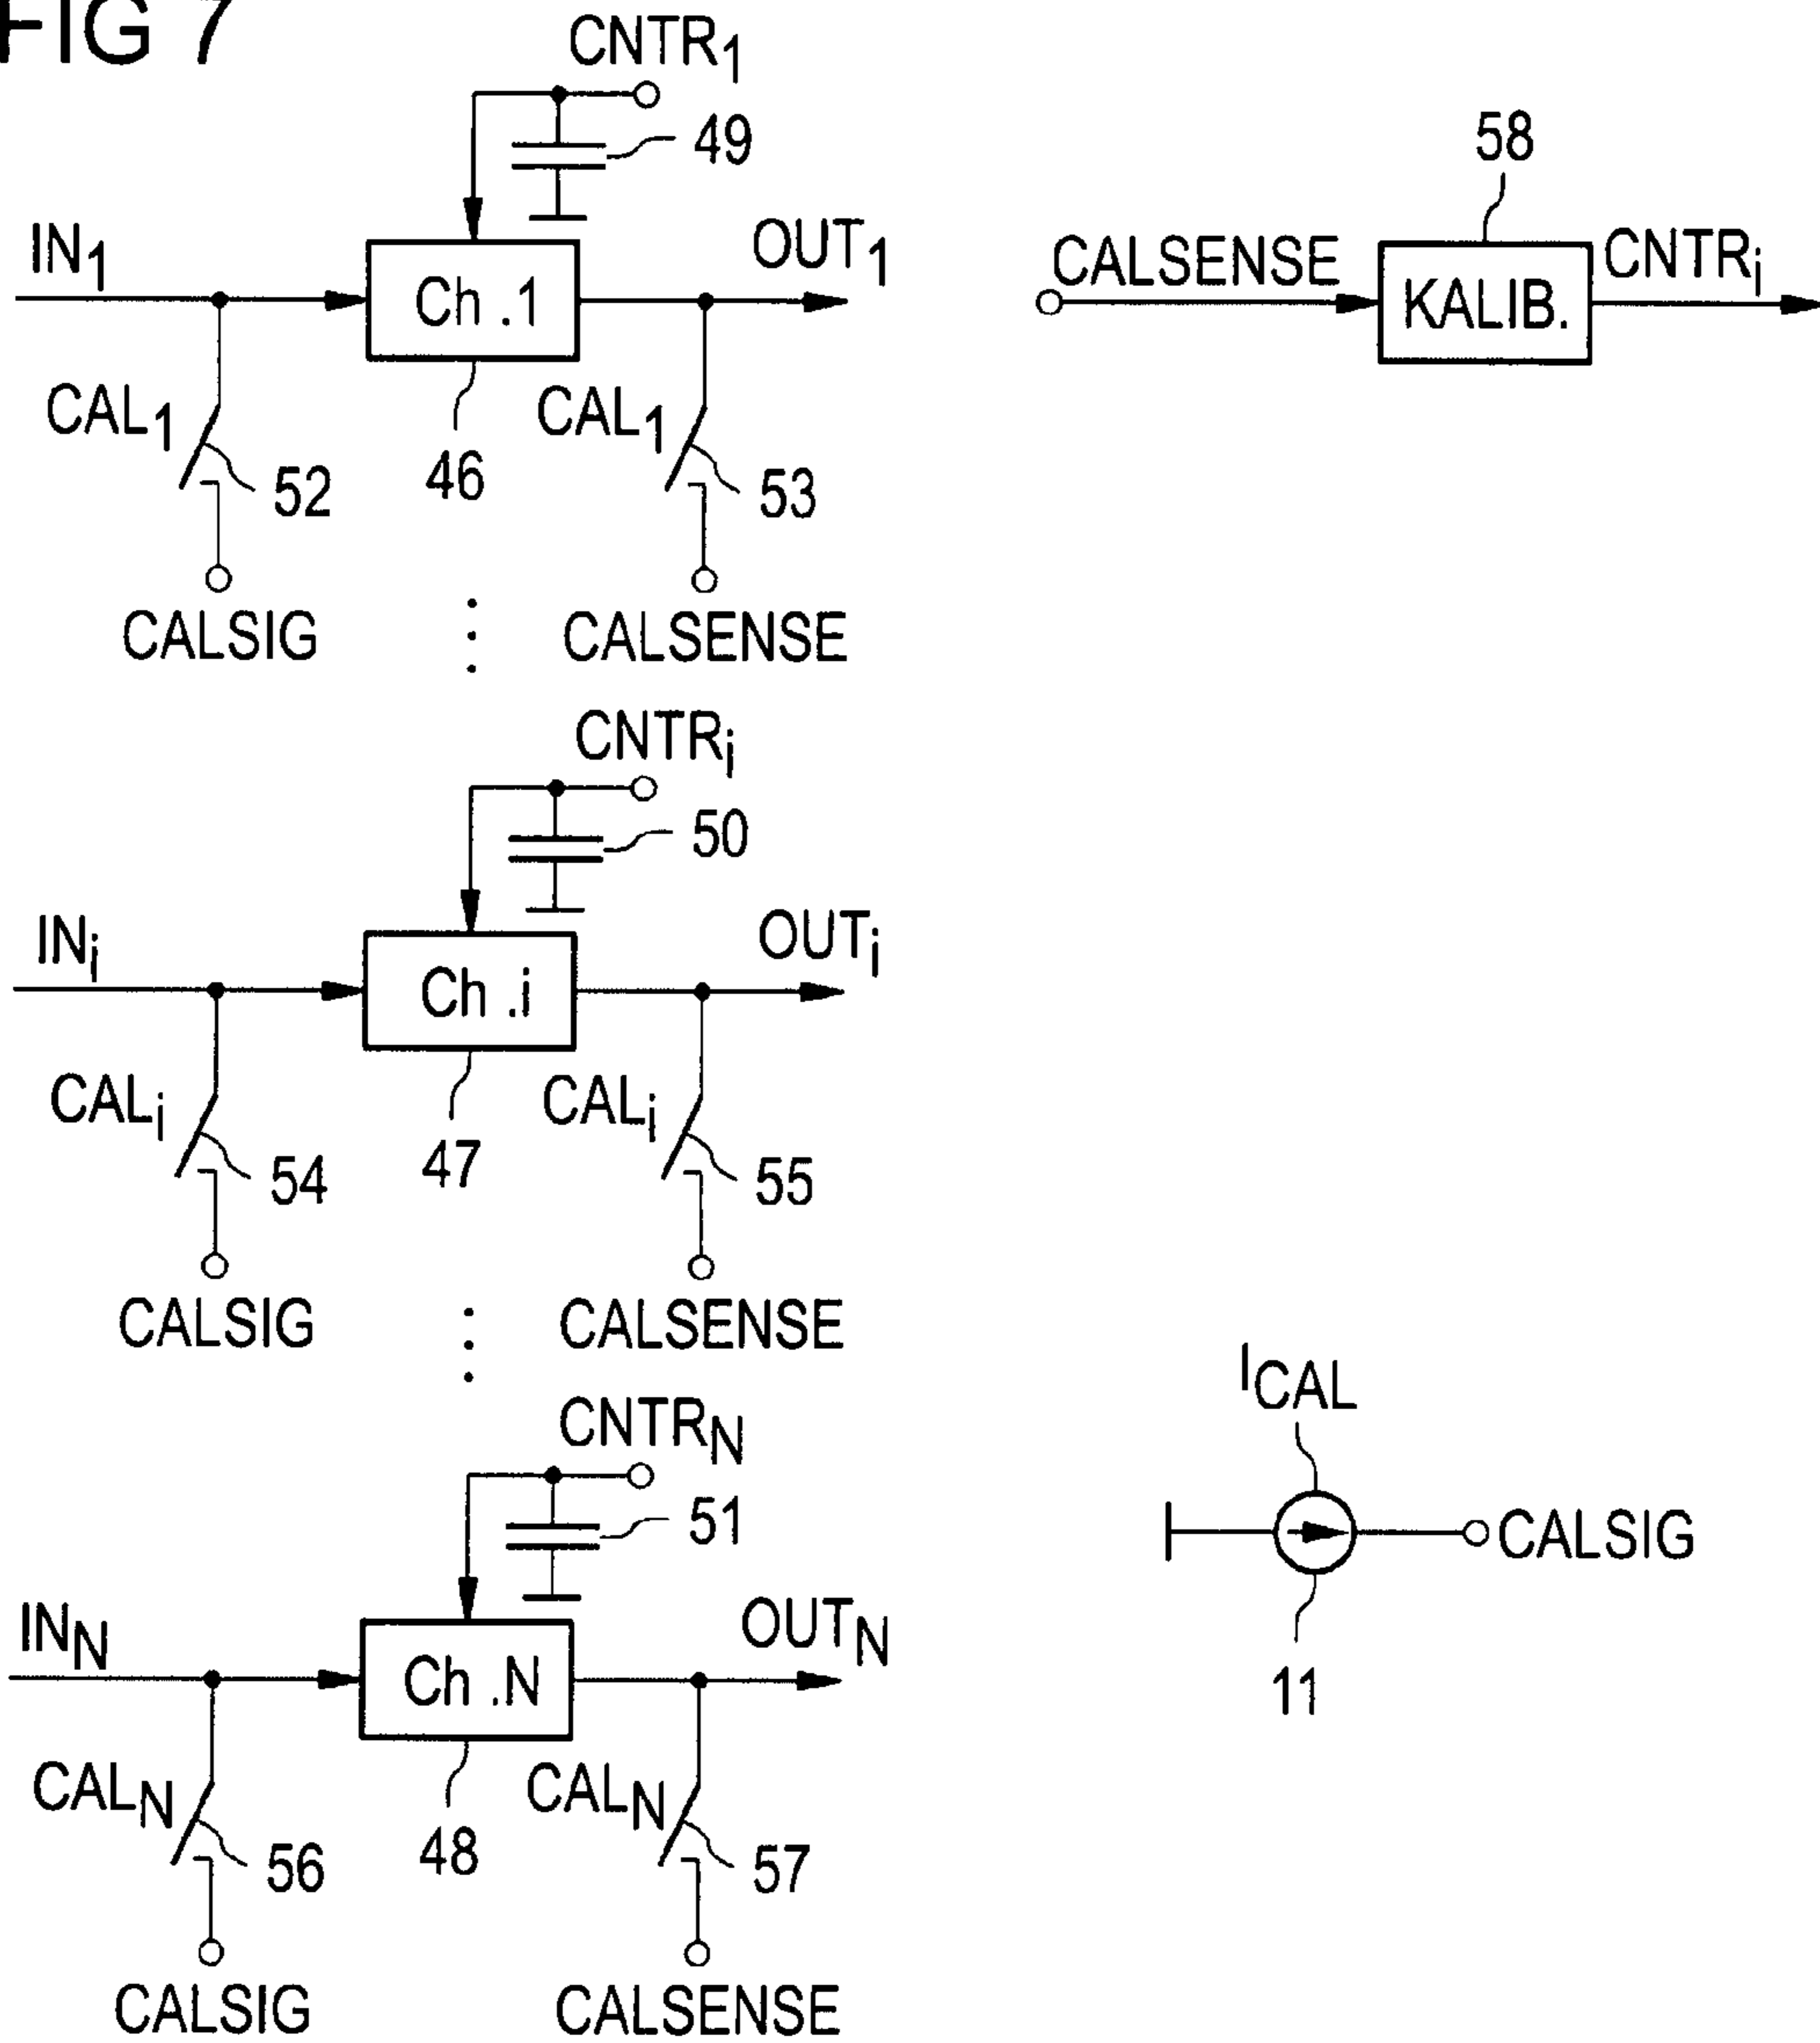 FIG 7
CNTR1
49
IN1
Ch .1
OUT1
CAL1
52
46
CAL1
53
CALSIG
CALSENSE
58
CALSENSE
KALIB.
CNTRi
CNTRi
50
INi
Ch .i
OUTi
CALi
54
47
CALi
55
CALSIG
CALSENSE
CNTRN
51
INN
Ch .N
OUTN
CALN
56
48
CALN
57
CALSIG
CALSENSE
ICAL
CALSIG
11